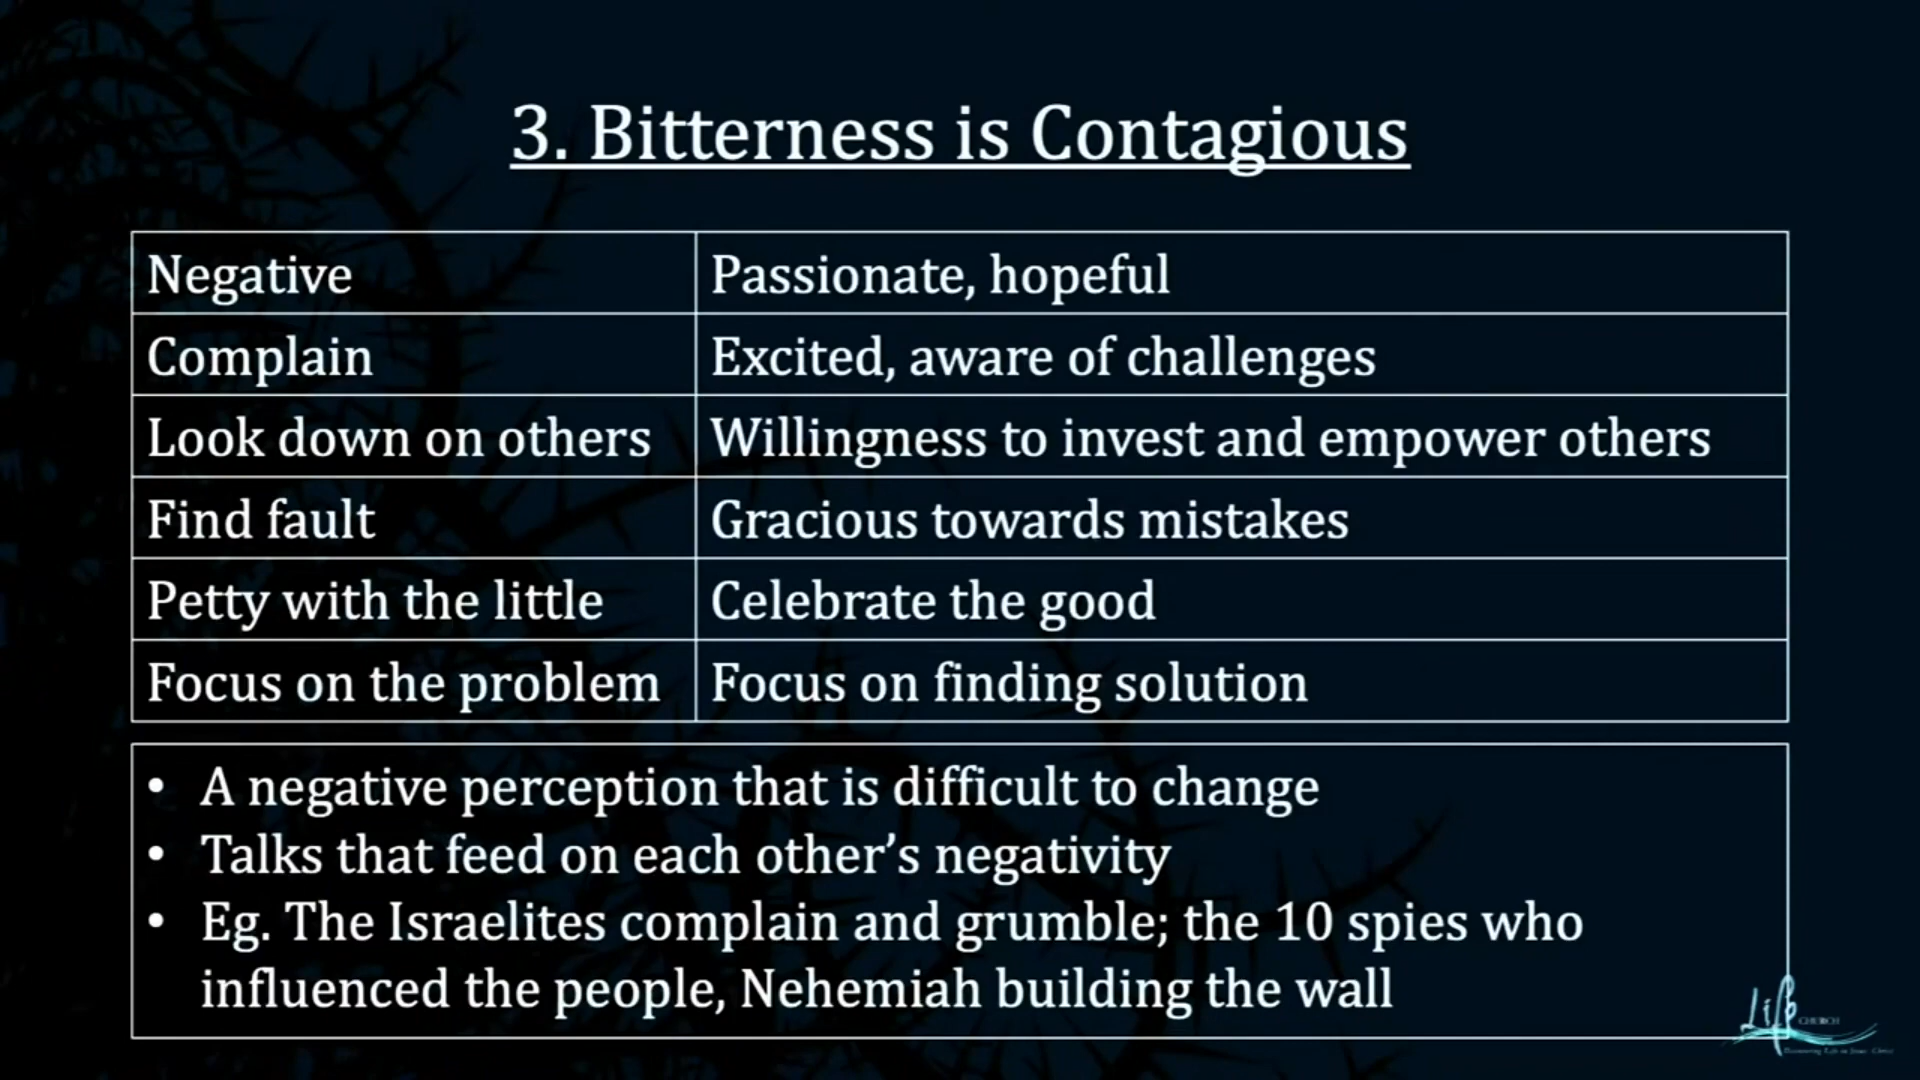 3. Bitterness is Contagious
Negative
Passionate, hopeful
Complain
Excited, aware of challenges
Look down on others
Willingness to invest and empower others
Find fault
Gracious towards mistakes
Petty with the little
Celebrate the good
Focus on the problem
Focus on finding solution
• A negative perception that is difficult to change
• Talks that feed on each other’s negativity
• Eg. The Israelites complain and grumble; the 10 spies who
influenced the people, Nehemiah building the wall
Life
CHURCH